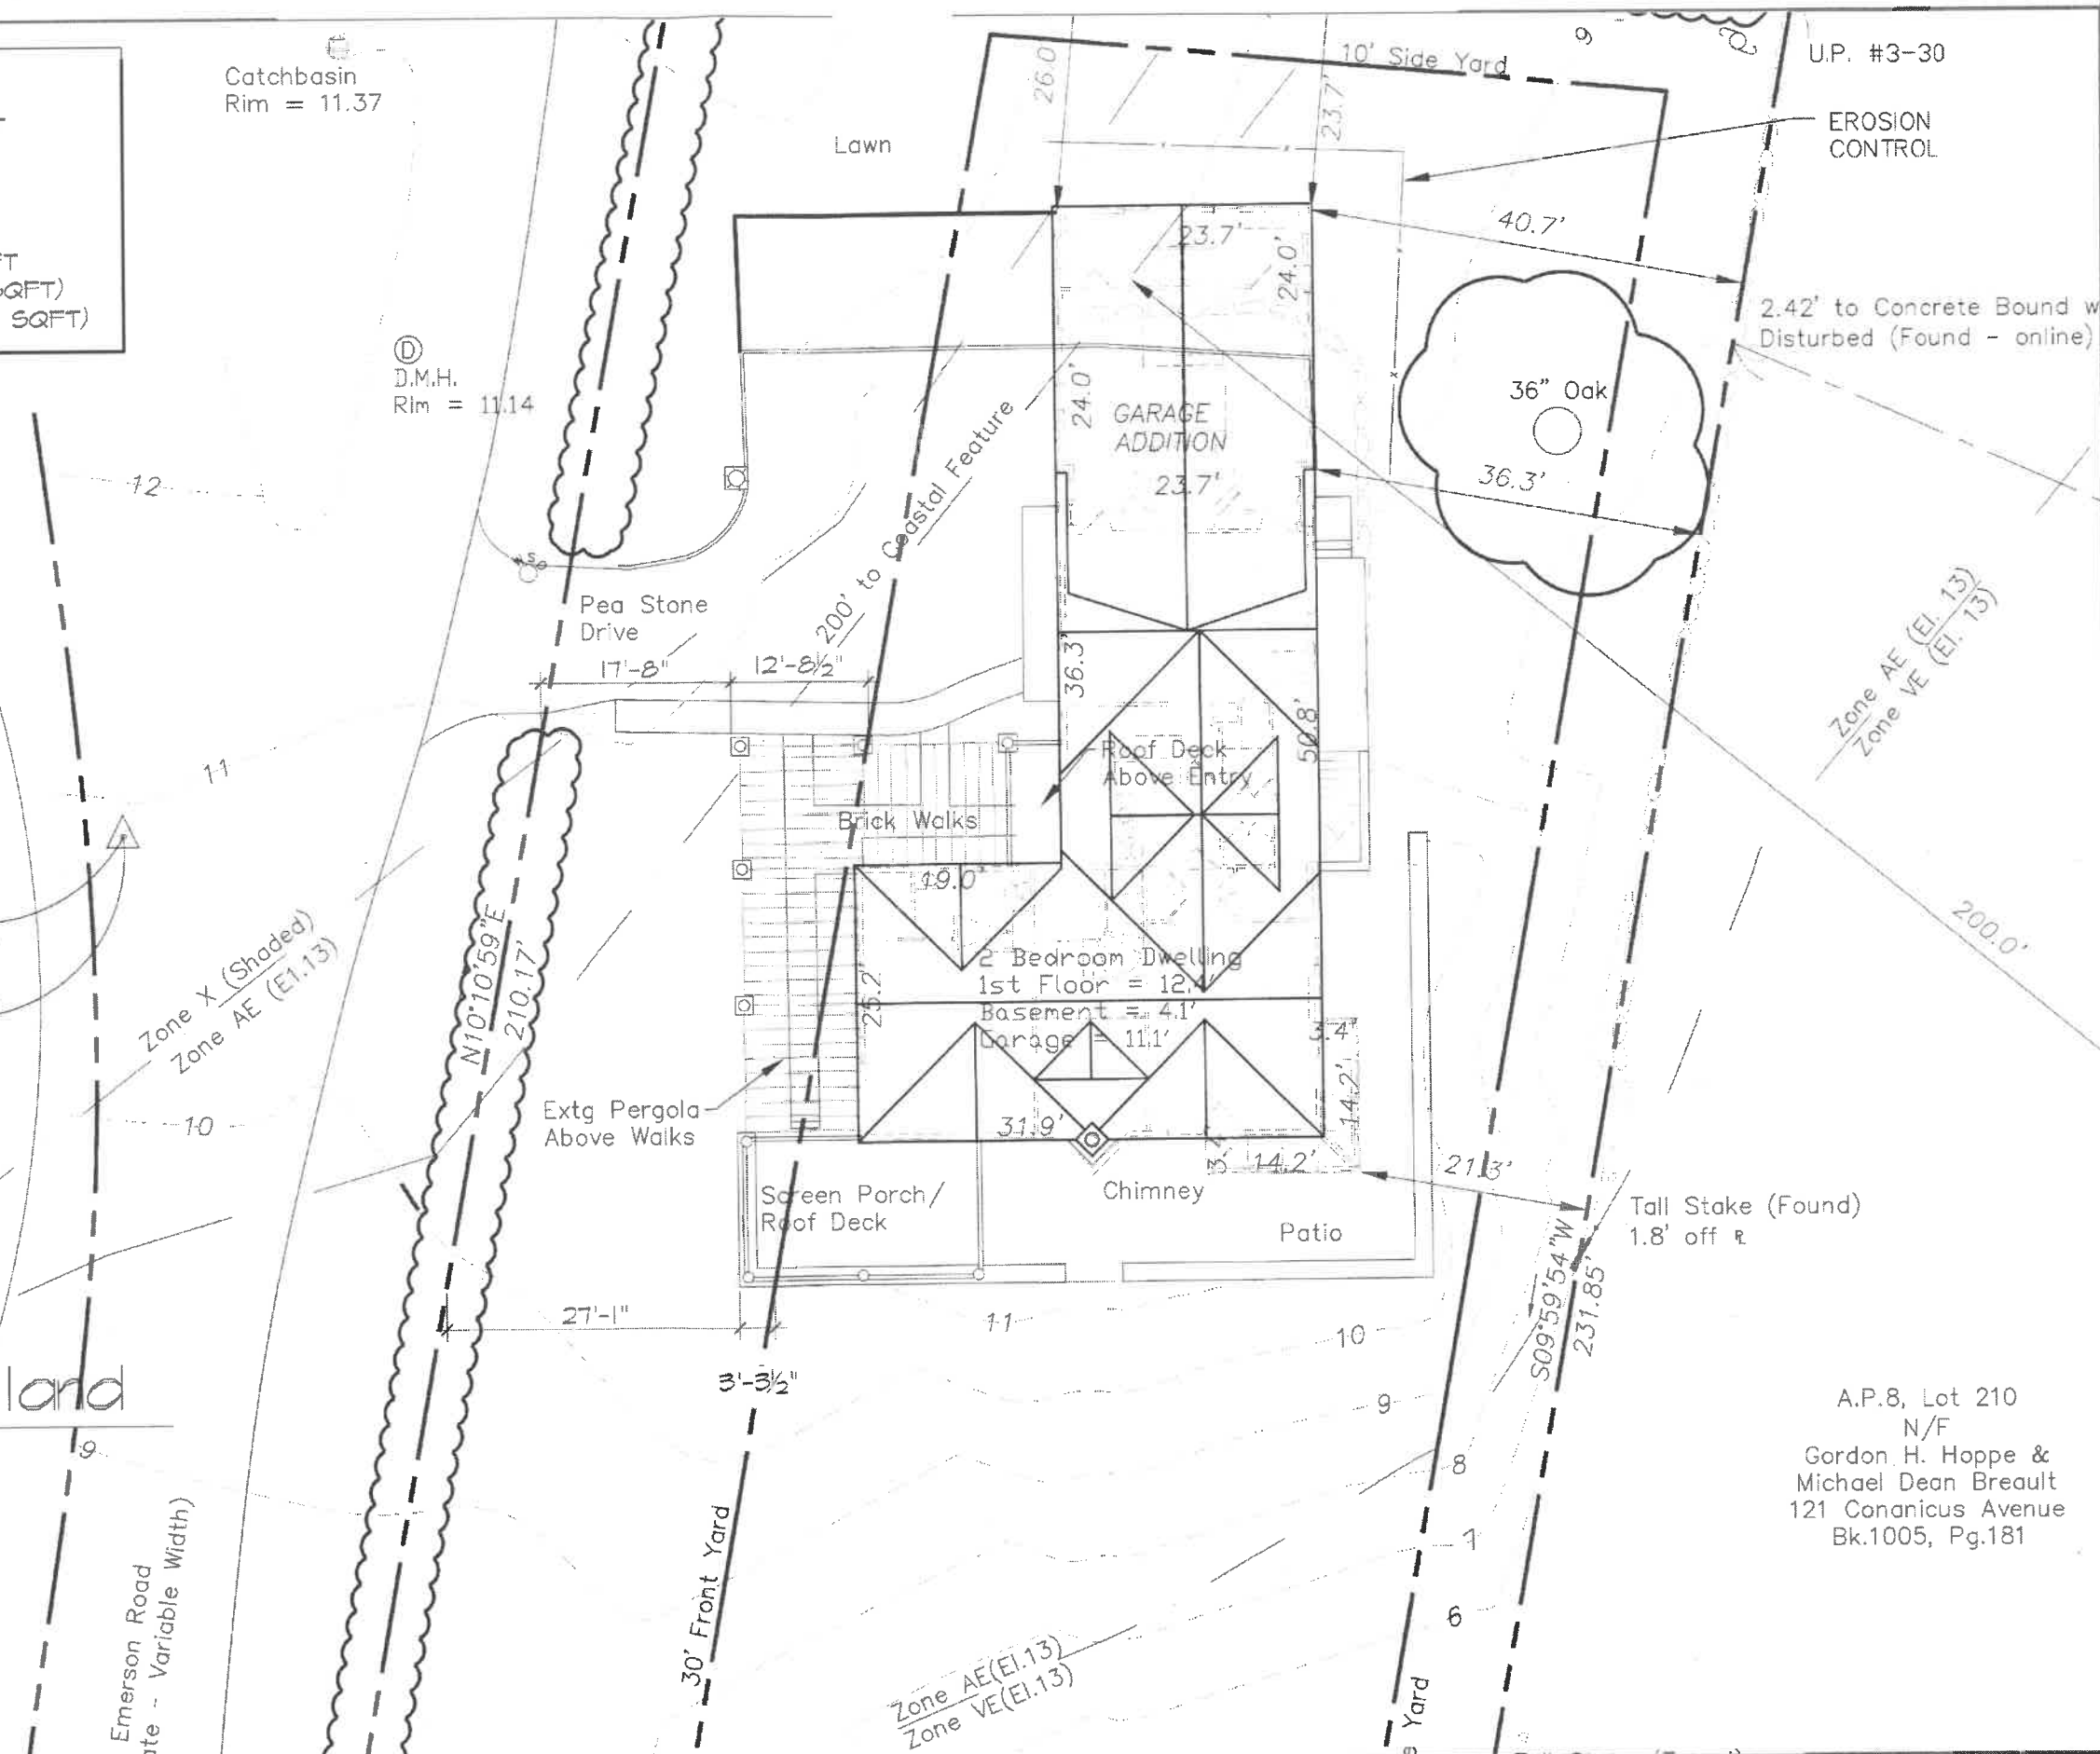 Catchbasin
Rim = 11.37
26.0
10' Side Yard
23.7'
9
U.P. #3-30
EROSION
CONTROL
Lawn
SQFT)
D
D.M.H.
Rim = 11.14
23.7'
24.0'
40.7'
2.42' to Concrete Bound w
Disturbed (Found - online)
36" Oak
24.0'
GARAGE
ADDITION
23.7'
36.3'
12
200' to Coastal Feature
Pea Stone
Drive
17'-8"
12'-8½"
36.3'
50.8'
Zone AE (El. 13)
Zone VE (El. 13)
11
Roof Deck
Above Entry
Brick Walks
19.0'
200.0'
Zone X (Shaded)
Zone AE (El.13)
N10°10'59"E
210.17'
25.2'
2 Bedroom Dwelling
1st Floor = 12.
Basement = 4.1'
Garage = 11.1'
3.4'
14.2'
10
Extg Pergola
Above Walks
31.9'
14.2'
21.3'
Screen Porch/
Roof Deck
Chimney
Patio
Tall Stake (Found)
1.8' off ℄
S09°59'54"W
231.85'
27'-1"
3'-3½"
11
10
9
8
7
6
land
9
A.P.8, Lot 210
N/F
Gordon H. Hoppe &
Michael Dean Breault
121 Conanicus Avenue
Bk.1005, Pg.181
Emerson Road
ate - Variable Width)
30' Front Yard
Zone AE(El.13)
Zone VE(El.13)
Yard